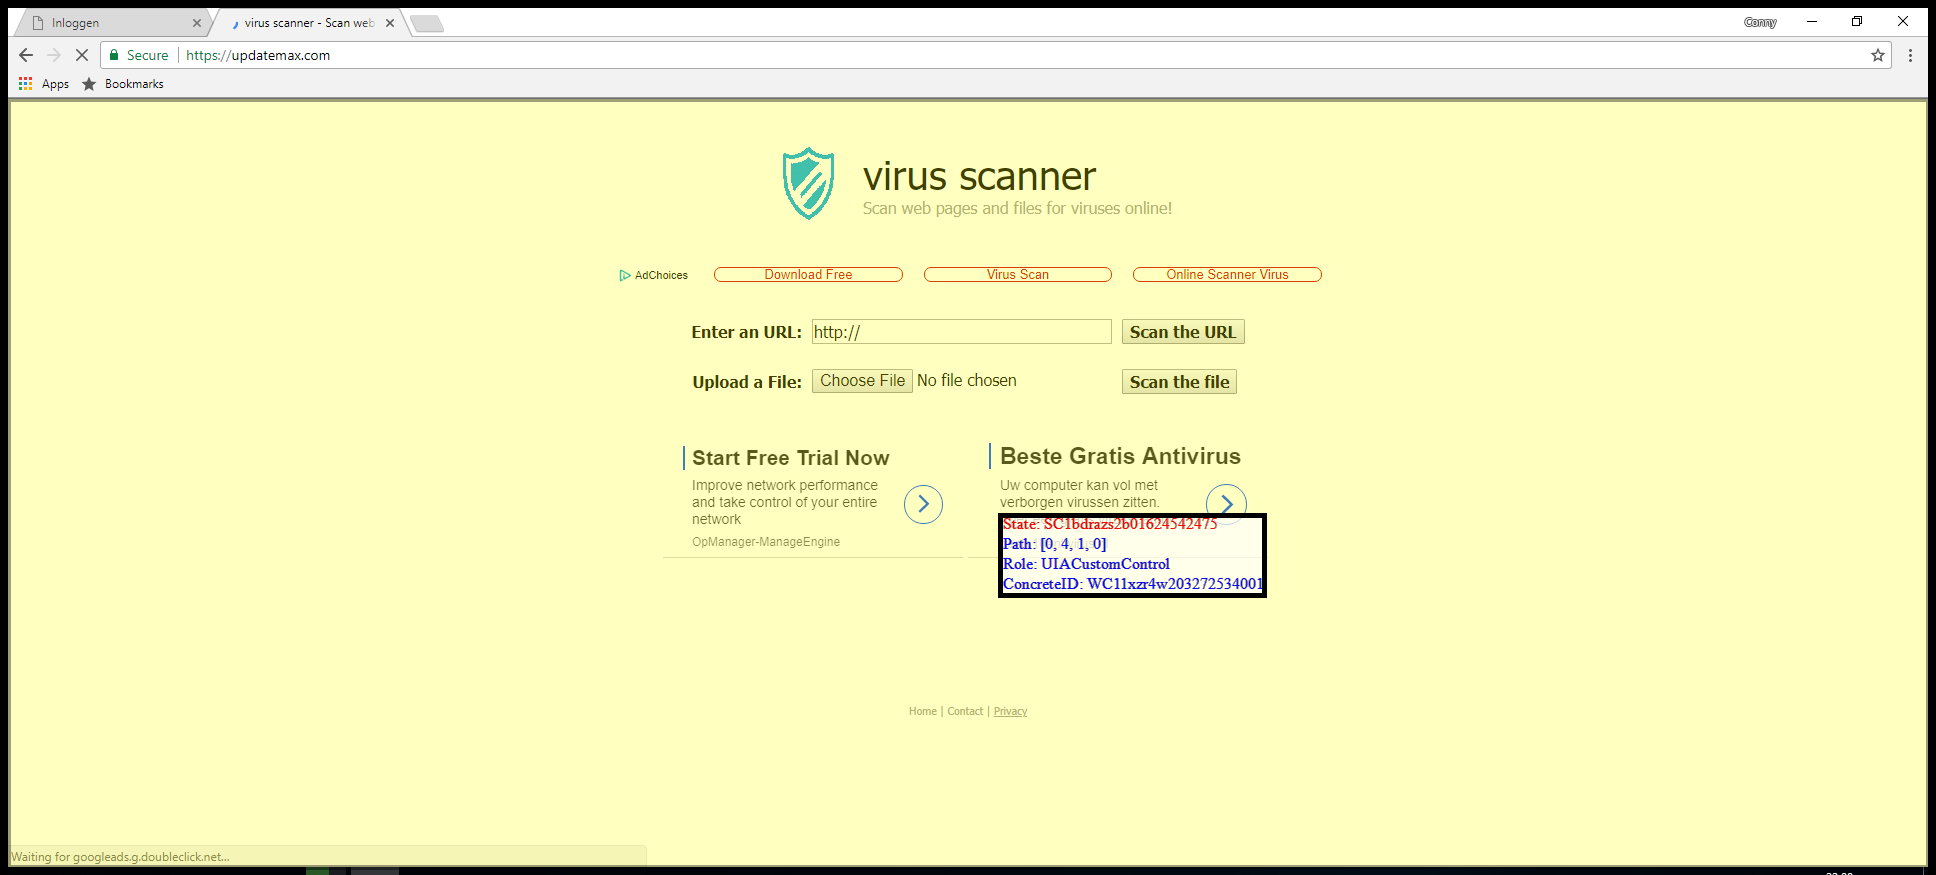 Inloggen
virus scanner - Scan web
Conny
Secure
https://updatemax.com
Apps
Bookmarks
virus scanner
Scan web pages and files for viruses online!
AdChoices
Download Free
Virus Scan
Online Scanner Virus
Enter an URL:
http://
Scan the URL
Upload a File:
Choose File
No file chosen
Scan the file
Start Free Trial Now
Improve network performance
and take control of your entire
network
OpManager-ManageEngine
Beste Gratis Antivirus
Uw computer kan vol met
verborgen virussen zitten.
State: SC1bdrazs2b01624542475
Path: [0, 4, 1, 0]
Role: UIACustomControl
ConcreteID: WC11xzr4w203272534001
Home | Contact | Privacy
Waiting for googleads.g.doubleclick.net...